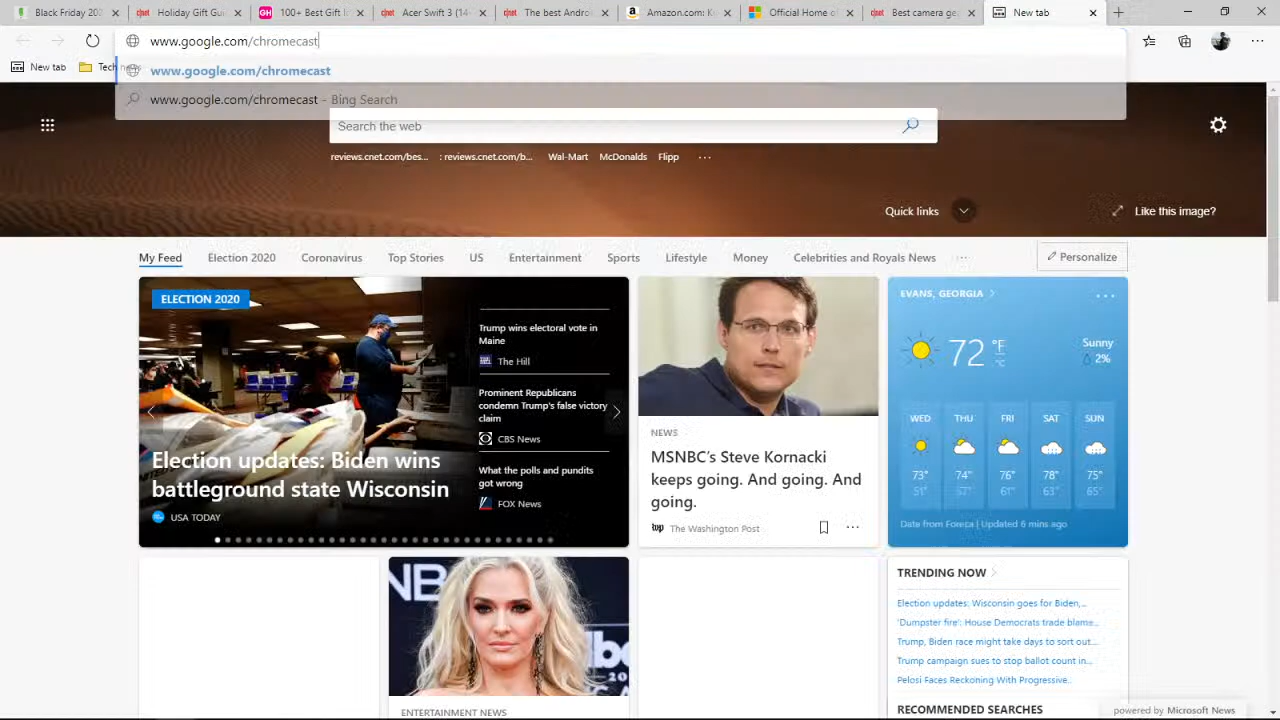 Black Friday 202
Holiday Gift Gu
GH 100+ Best Gift I
Acer Swift 3 (14-
The best Andro
Amazon.com: K
Official Home o
Best camera ge
New tab
www.google.com/chromecast
New tab
Tech
www.google.com/chromecast
www.google.com/chromecast - Bing Search
Search the web
reviews.cnet.com/bes...
: reviews.cnet.com/b...
Wal-Mart
McDonalds
Flipp
Quick links
Like this image?
My Feed
Election 2020
Coronavirus
Top Stories
US
Entertainment
Sports
Lifestyle
Money
Celebrities and Royals News
Personalize
ELECTION 2020
Election updates: Biden wins
battleground state Wisconsin
USA TODAY
Trump wins electoral vote in
Maine
The Hill
Prominent Republicans
condemn Trump's false victory
claim
CBS News
What the polls and pundits
got wrong
FOX News
NEWS
MSNBC's Steve Kornacki
keeps going. And going. And
going.
The Washington Post
EVANS, GEORGIA
72 °F
°C
Sunny
2%
WED THU FRI SAT SUN
73° 74° 76° 78° 75°
51° 57° 61° 63° 65°
Data from Foreca | Updated 6 mins ago
ENTERTAINMENT NEWS
TRENDING NOW
Election updates: Wisconsin goes for Biden,...
'Dumpster fire': House Democrats trade blame...
Trump, Biden race might take days to sort out...
Trump campaign sues to stop ballot count in...
Pelosi Faces Reckoning With Progressive...
RECOMMENDED SEARCHES
powered by Microsoft News